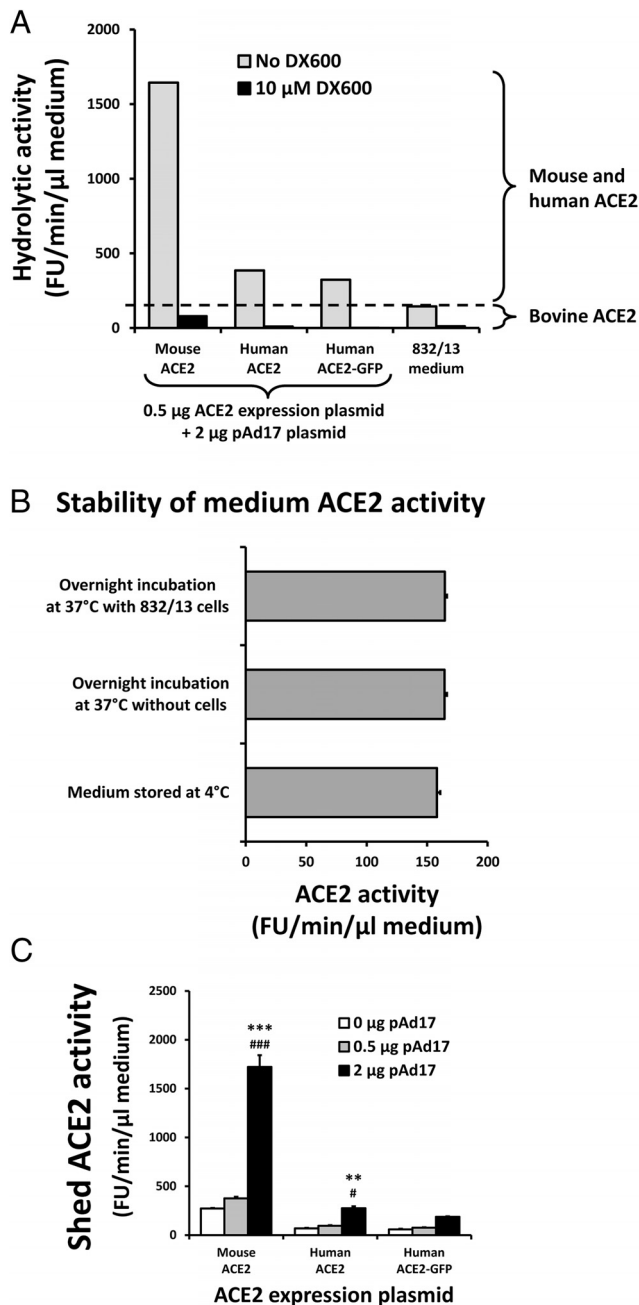 A
Hydrolytic activity
(FU/min/µl medium)
2000
1500
1000
500
0
No DX600
10 µM DX600
Mouse and
human ACE2
Bovine ACE2
Mouse
ACE2
Human
ACE2
Human
ACE2-GFP
832/13
medium
0.5 µg ACE2 expression plasmid
+ 2 µg pAd17 plasmid
B Stability of medium ACE2 activity
Overnight incubation
at 37°C with 832/13 cells
Overnight incubation
at 37°C without cells
Medium stored at 4°C
0 50 100 150 200
ACE2 activity
(FU/min/µl medium)
C
Shed ACE2 activity
(FU/min/µl medium)
2500
2000
1500
1000
500
0
***
###
**
#
0 µg pAd17
0.5 µg pAd17
2 µg pAd17
Mouse
ACE2
Human
ACE2
Human
ACE2-GFP
ACE2 expression plasmid